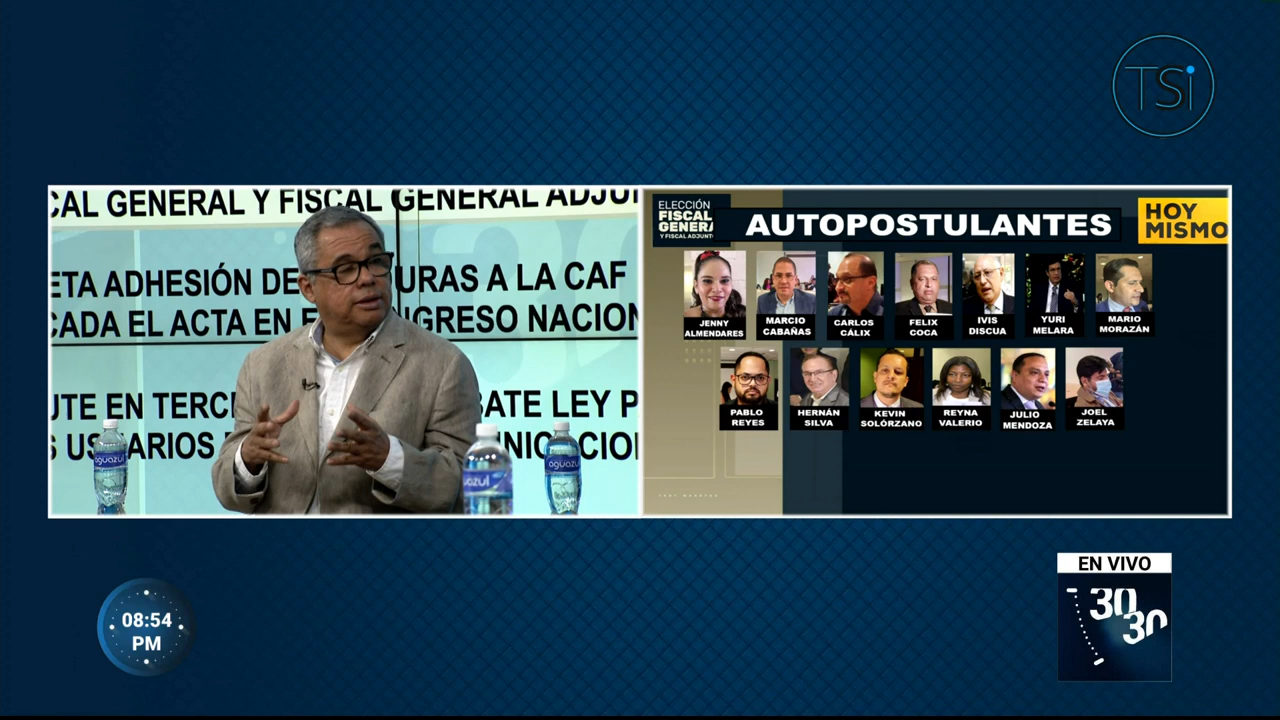 TSi
CAL GENERAL Y FISCAL GENERAL ADJU
ETA ADHESIÓN DE URAS A LA CAF
CADA EL ACTA EN E NGRESO NACION
UTE EN TERC BATE LEY P
S US ARIOS NICACION
aguazul
aguazul
aguazul
ELECCIÓN
FISCAL
GENERA
Y FISCAL ADJUNT
AUTOPOSTULANTES
HOY
MISMO
JENNY
ALMENDARES
MARCIO
CABAÑAS
CARLOS
CÁLIX
FELIX
COCA
IVIS
DISCUA
YURI
MELARA
MARIO
MORAZÁN
PABLO
REYES
HERNÁN
SILVA
KEVIN
SOLÓRZANO
REYNA
VALERIO
JULIO
MENDOZA
JOEL
ZELAYA
08:54
PM
EN VIVO
30
30